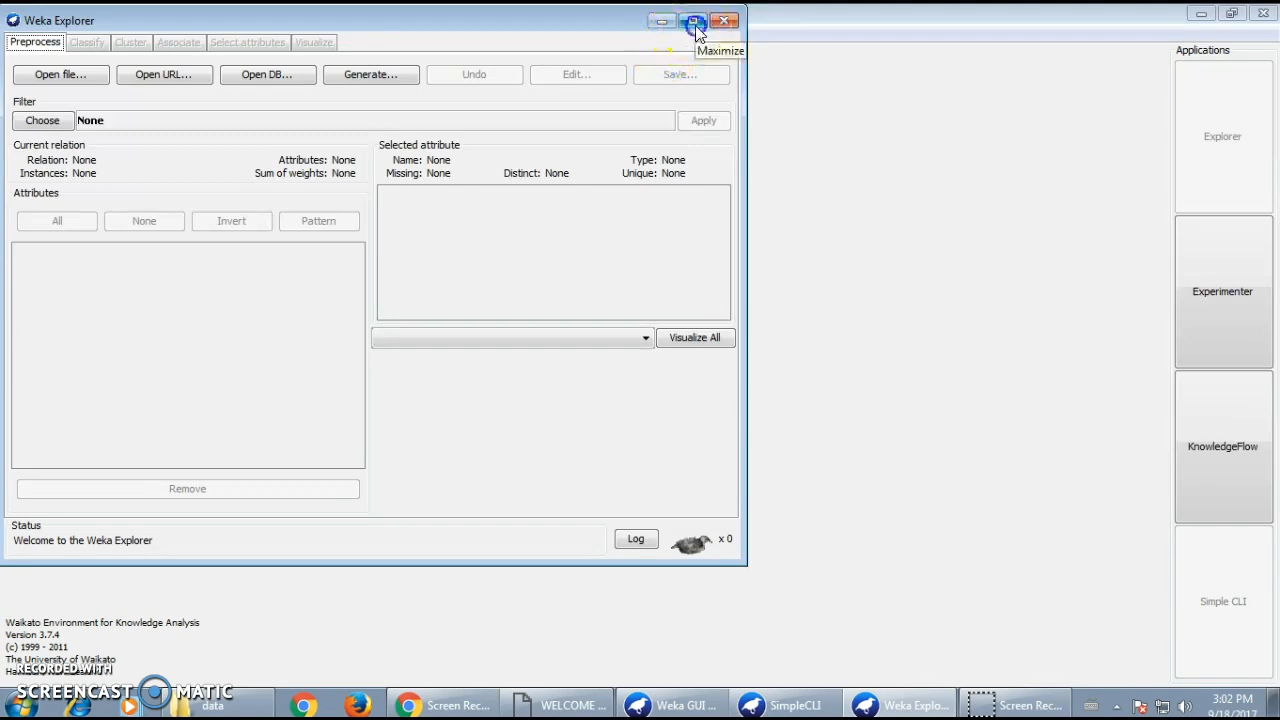 Weka Explorer
Maximize
Preprocess Classify Cluster Associate Select attributes Visualize
Open file... Open URL... Open DB... Generate... Undo Edit... Save...
Filter
Choose None Apply
Current relation
Relation: None Attributes: None
Instances: None Sum of weights: None
Selected attribute
Name: None Type: None
Missing: None Distinct: None Unique: None
Attributes
All None Invert Pattern
Visualize All
Remove
Status
Welcome to the Weka Explorer
Log x 0
Applications
Explorer
Experimenter
KnowledgeFlow
Simple CLI
Waikato Environment for Knowledge Analysis
Version 3.7.4
(c) 1999 - 2011
The University of Waikato
RECORDED WITH
SCREENCAST MATIC
data
Screen Rec...
WELCOME ...
Weka GUI ...
SimpleCLI
Weka Explo...
Screen Rec...
3:02 PM
9/18/2017